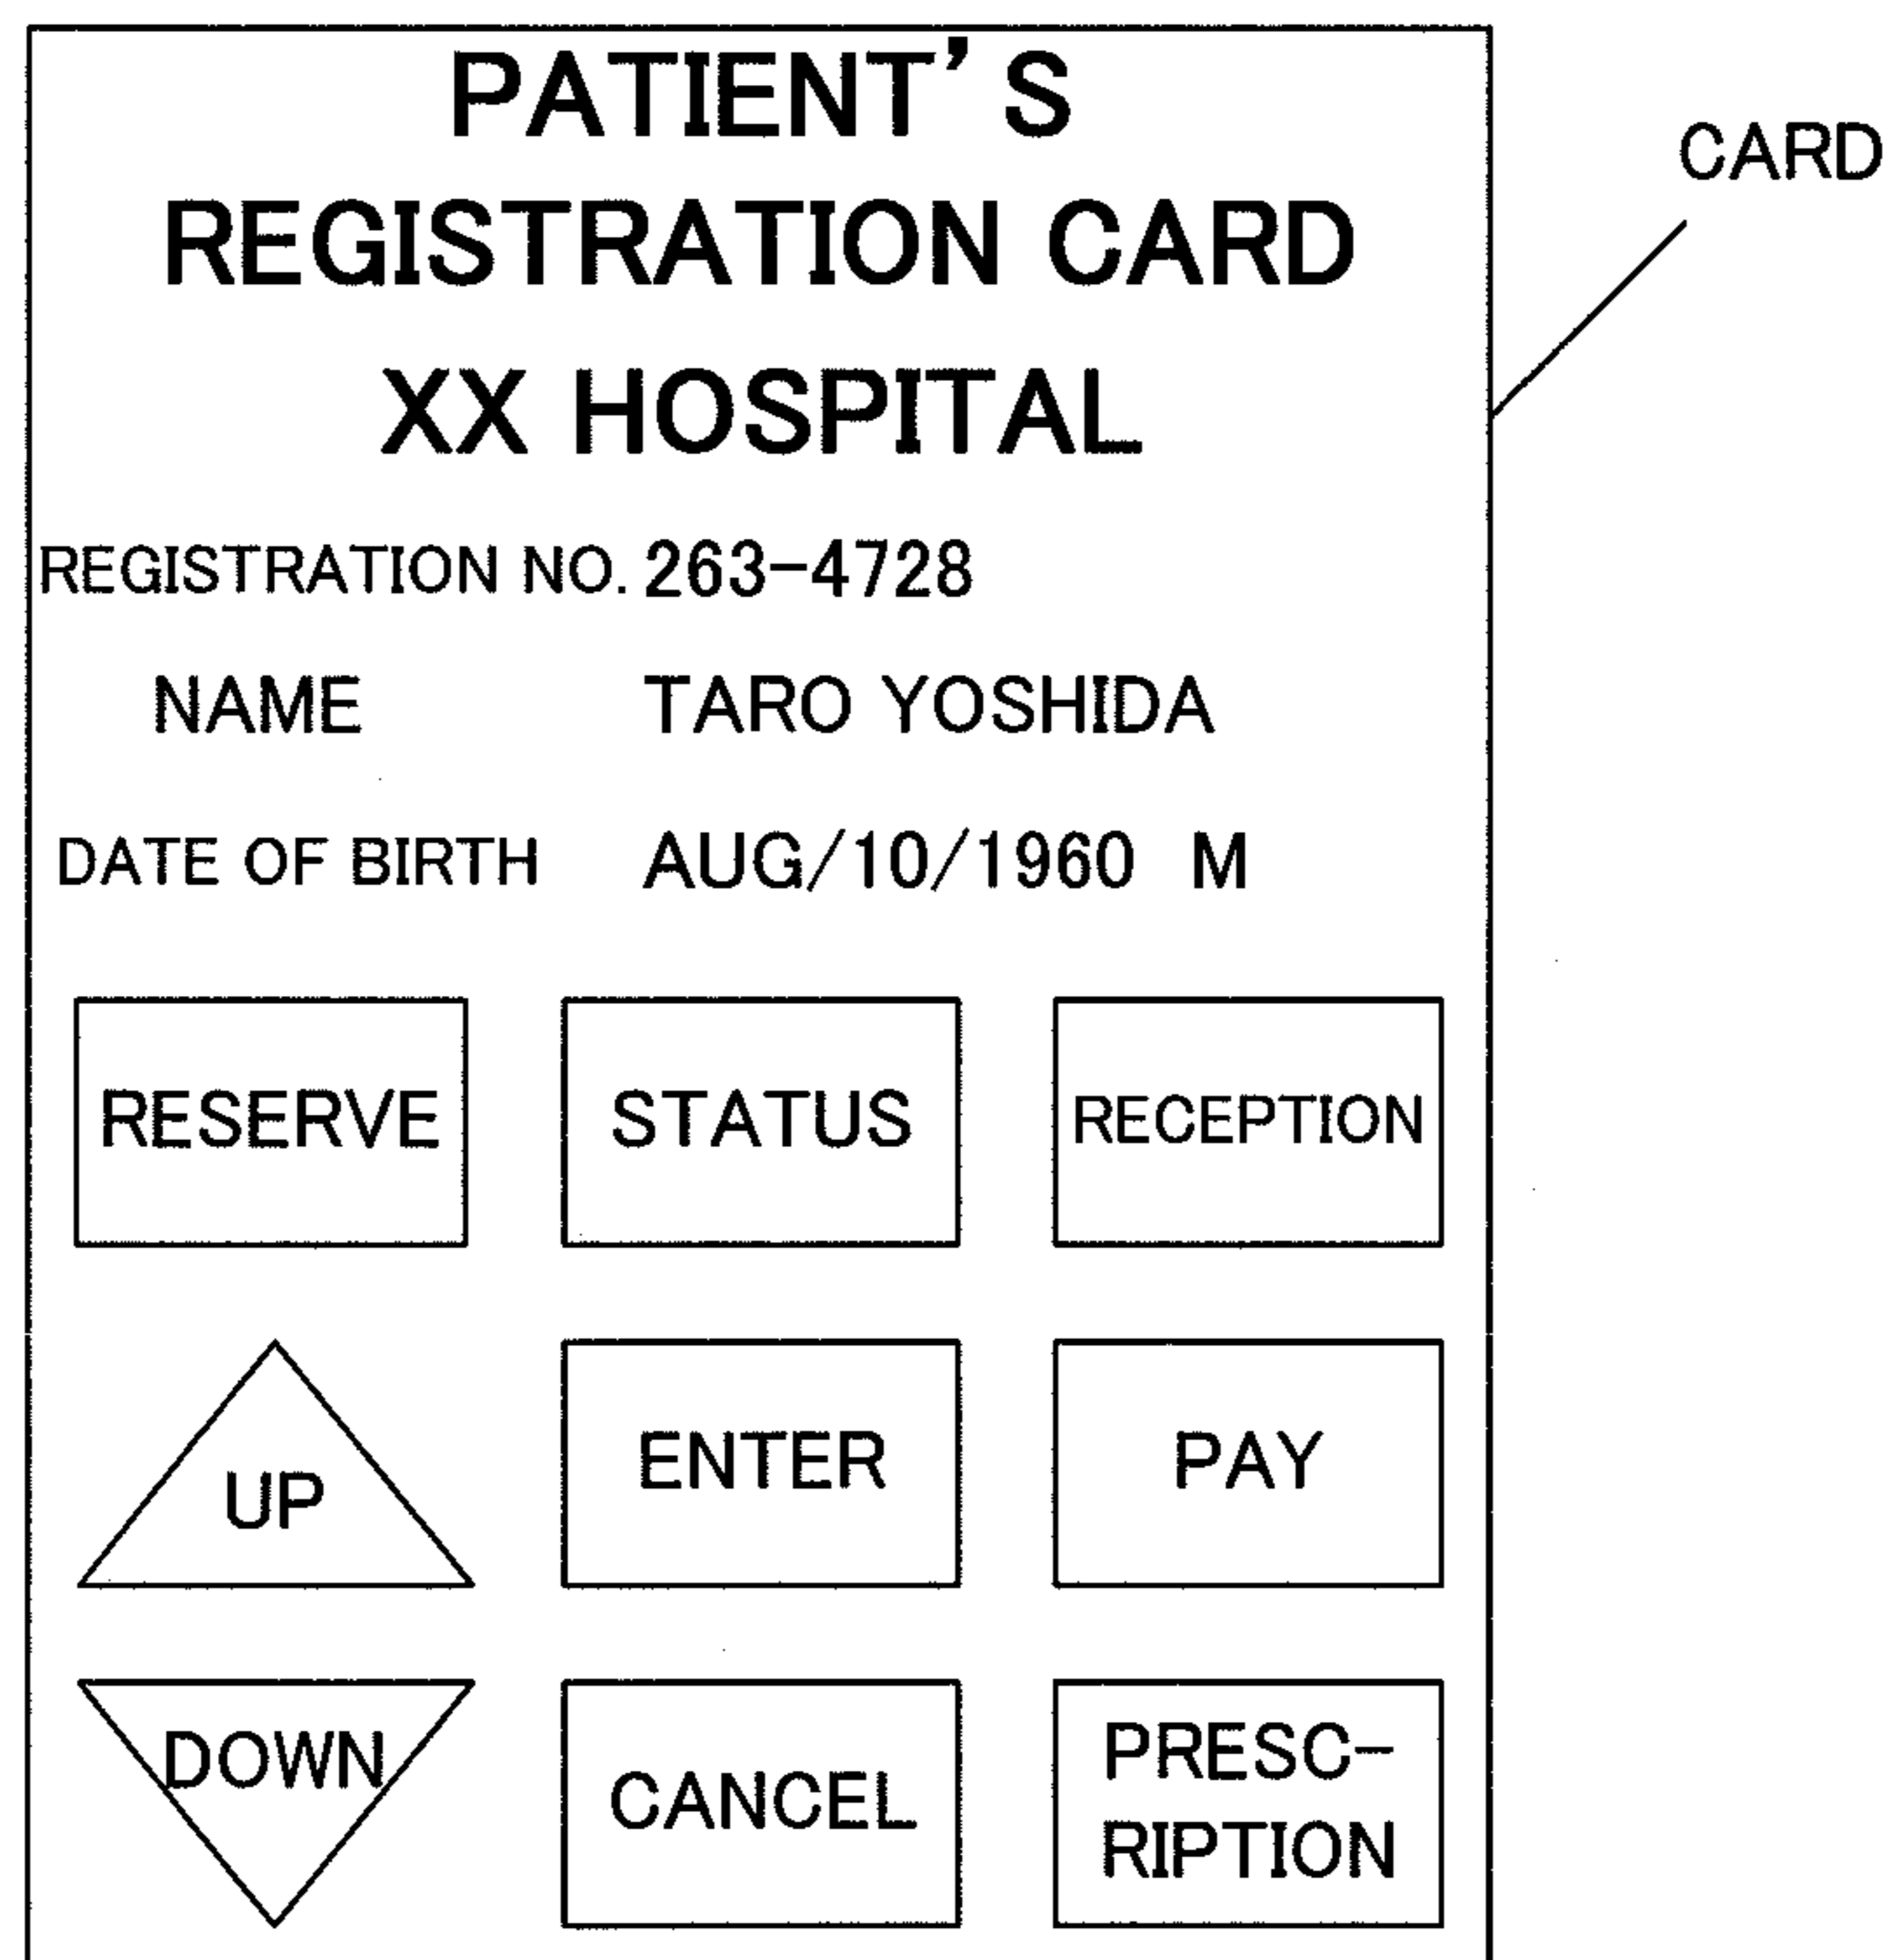 PATIENT'S
REGISTRATION CARD
XX HOSPITAL
CARD
REGISTRATION NO. 263-4728
NAME TARO YOSHIDA
DATE OF BIRTH AUG/10/1960 M
RESERVE STATUS RECEPTION
UP ENTER PAY
DOWN CANCEL PRESC-
RIPTION